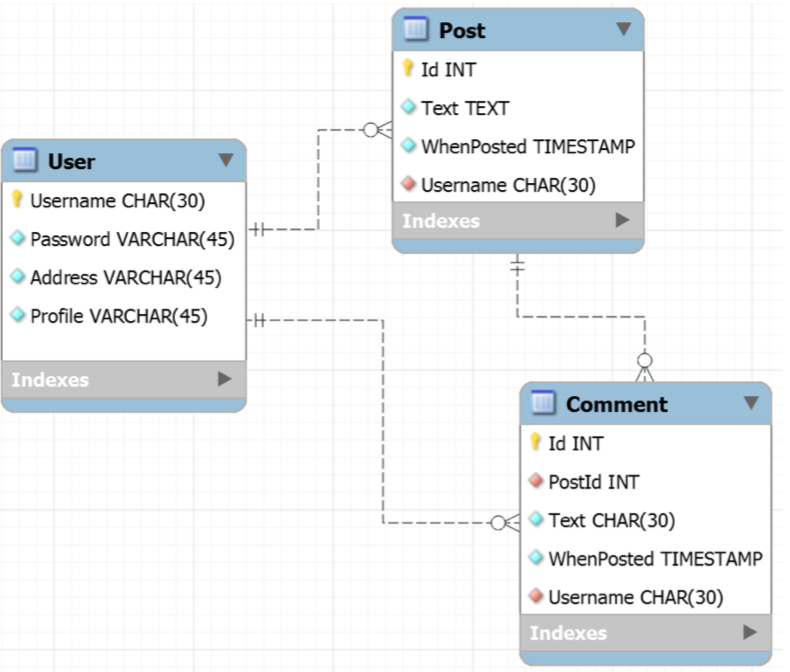 Post
Id INT
Text TEXT
WhenPosted TIMESTAMP
Username CHAR(30)
Indexes
User
Username CHAR(30)
Password VARCHAR(45)
Address VARCHAR(45)
Profile VARCHAR(45)
Indexes
Comment
Id INT
PostId INT
Text CHAR(30)
WhenPosted TIMESTAMP
Username CHAR(30)
Indexes